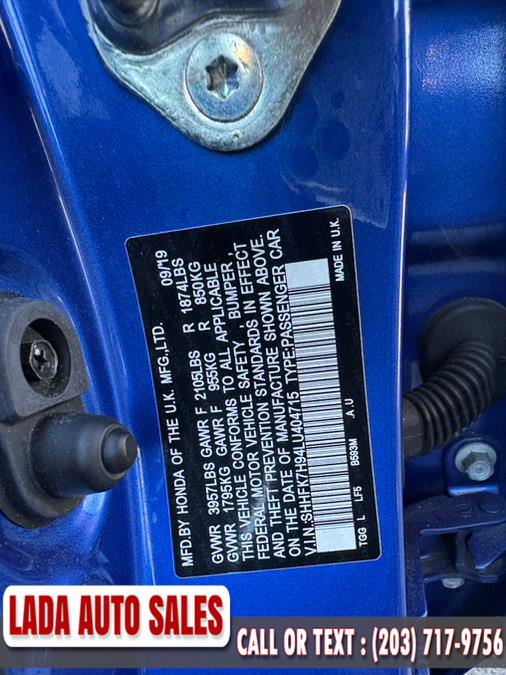 MFD.BY HONDA OF THE U.K. MFG.,LTD. 09/19
GVWR 3957LBS GAWR F 2105LBS R 1874LBS
GVWR 1795KG GAWR F 955KG R 850KG
THIS VEHICLE CONFORMS TO ALL APPLICABLE
FEDERAL MOTOR VEHICLE SAFETY, BUMPER,
AND THEFT PREVENTION STANDARDS IN EFFECT
ON THE DATE OF MANUFACTURE SHOWN ABOVE.
V.I.N.:SHHFK7H94LU404715 TYPE:PASSENGER CAR
TGG L LF5 B593M .A.U MADE IN U.K.
LADA AUTO SALES
CALL OR TEXT : (203) 717-9756